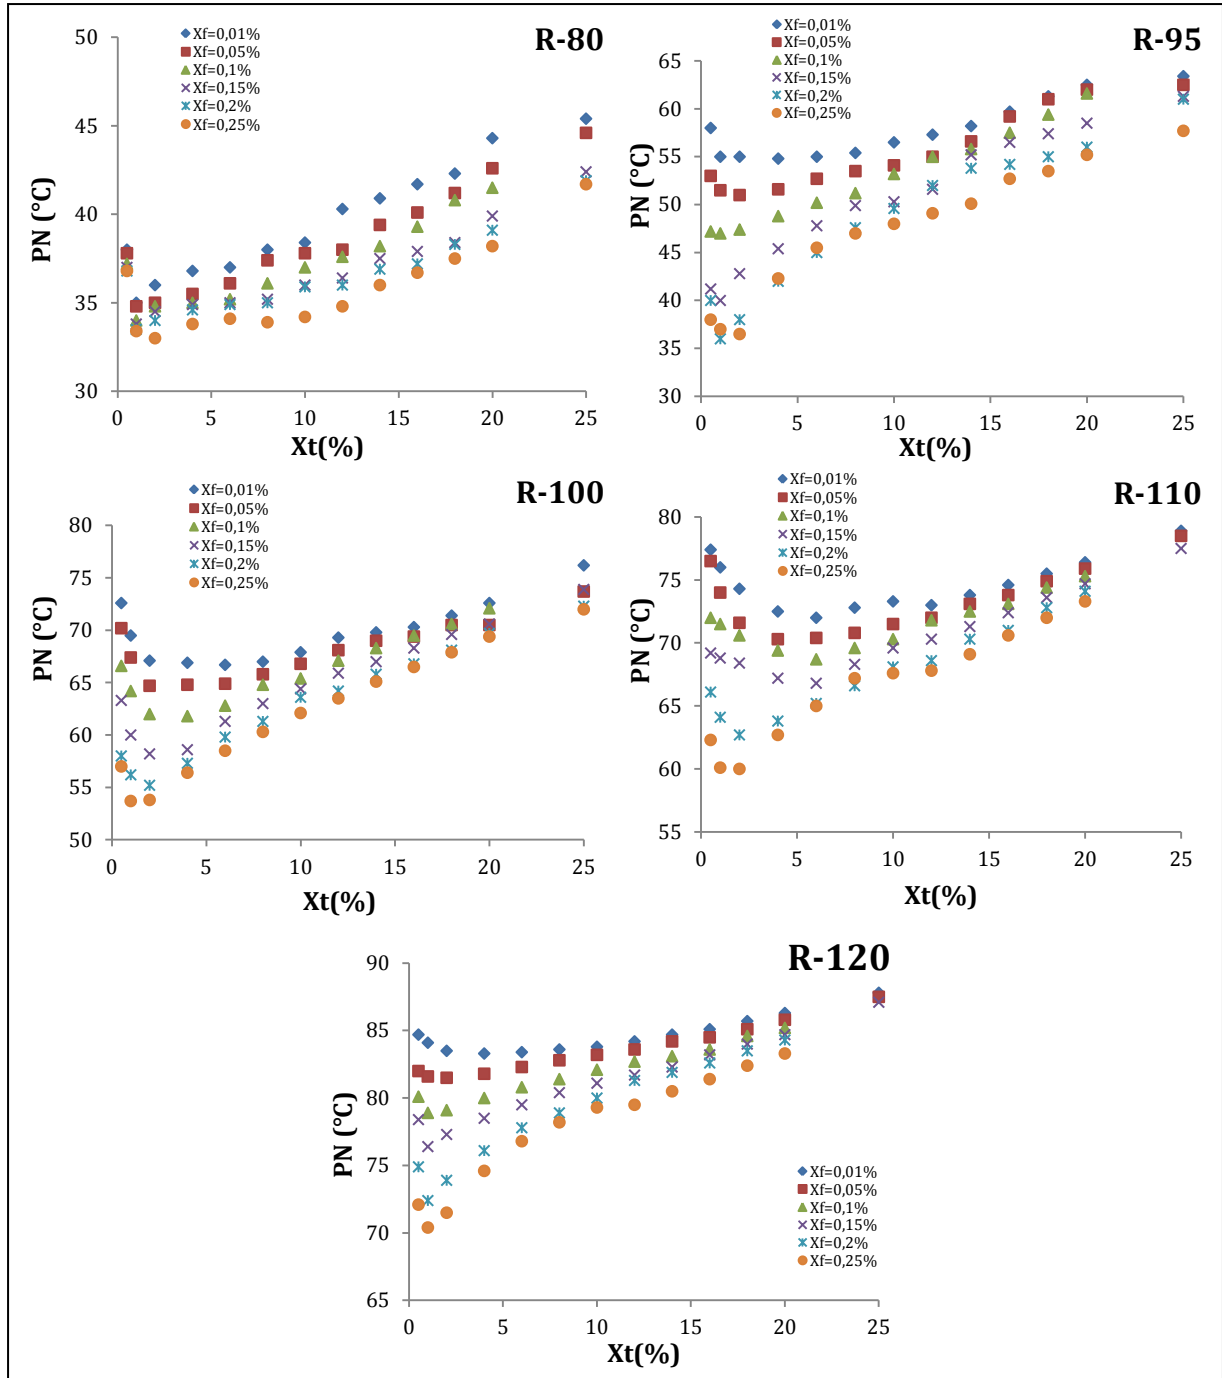 R-80
Xf=0,01%
Xf=0,05%
Xf=0,1%
Xf=0,15%
Xf=0,2%
Xf=0,25%
50
45
40
35
30
PN (°C)
0 5 10 15 20 25
Xt(%)
R-95
Xf=0,01%
Xf=0,05%
Xf=0,1%
Xf=0,15%
Xf=0,2%
Xf=0,25%
65
60
55
50
45
40
35
30
PN (°C)
0 5 10 15 20 25
Xt(%)
R-100
Xf=0,01%
Xf=0,05%
Xf=0,1%
Xf=0,15%
Xf=0,2%
Xf=0,25%
80
75
70
65
60
55
50
PN (°C)
0 5 10 15 20 25
Xt(%)
R-110
Xf=0,01%
Xf=0,05%
Xf=0,1%
Xf=0,15%
Xf=0,2%
Xf=0,25%
80
75
70
65
60
55
PN (°C)
0 5 10 15 20 25
Xt(%)
R-120
90
85
80
75
70
65
PN (°C)
Xf=0,01%
Xf=0,05%
Xf=0,1%
Xf=0,15%
Xf=0,2%
Xf=0,25%
0 5 10 15 20 25
Xt(%)